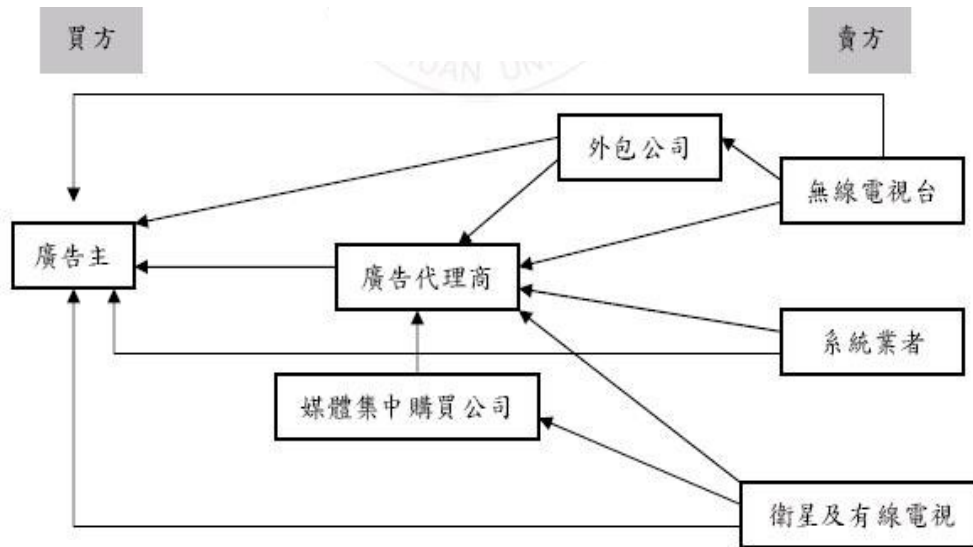 買方
賣方
UAN UN
外包公司
無線電視台
廣告主
廣告代理商
系統業者
媒體集中購買公司
衛星及有線電視